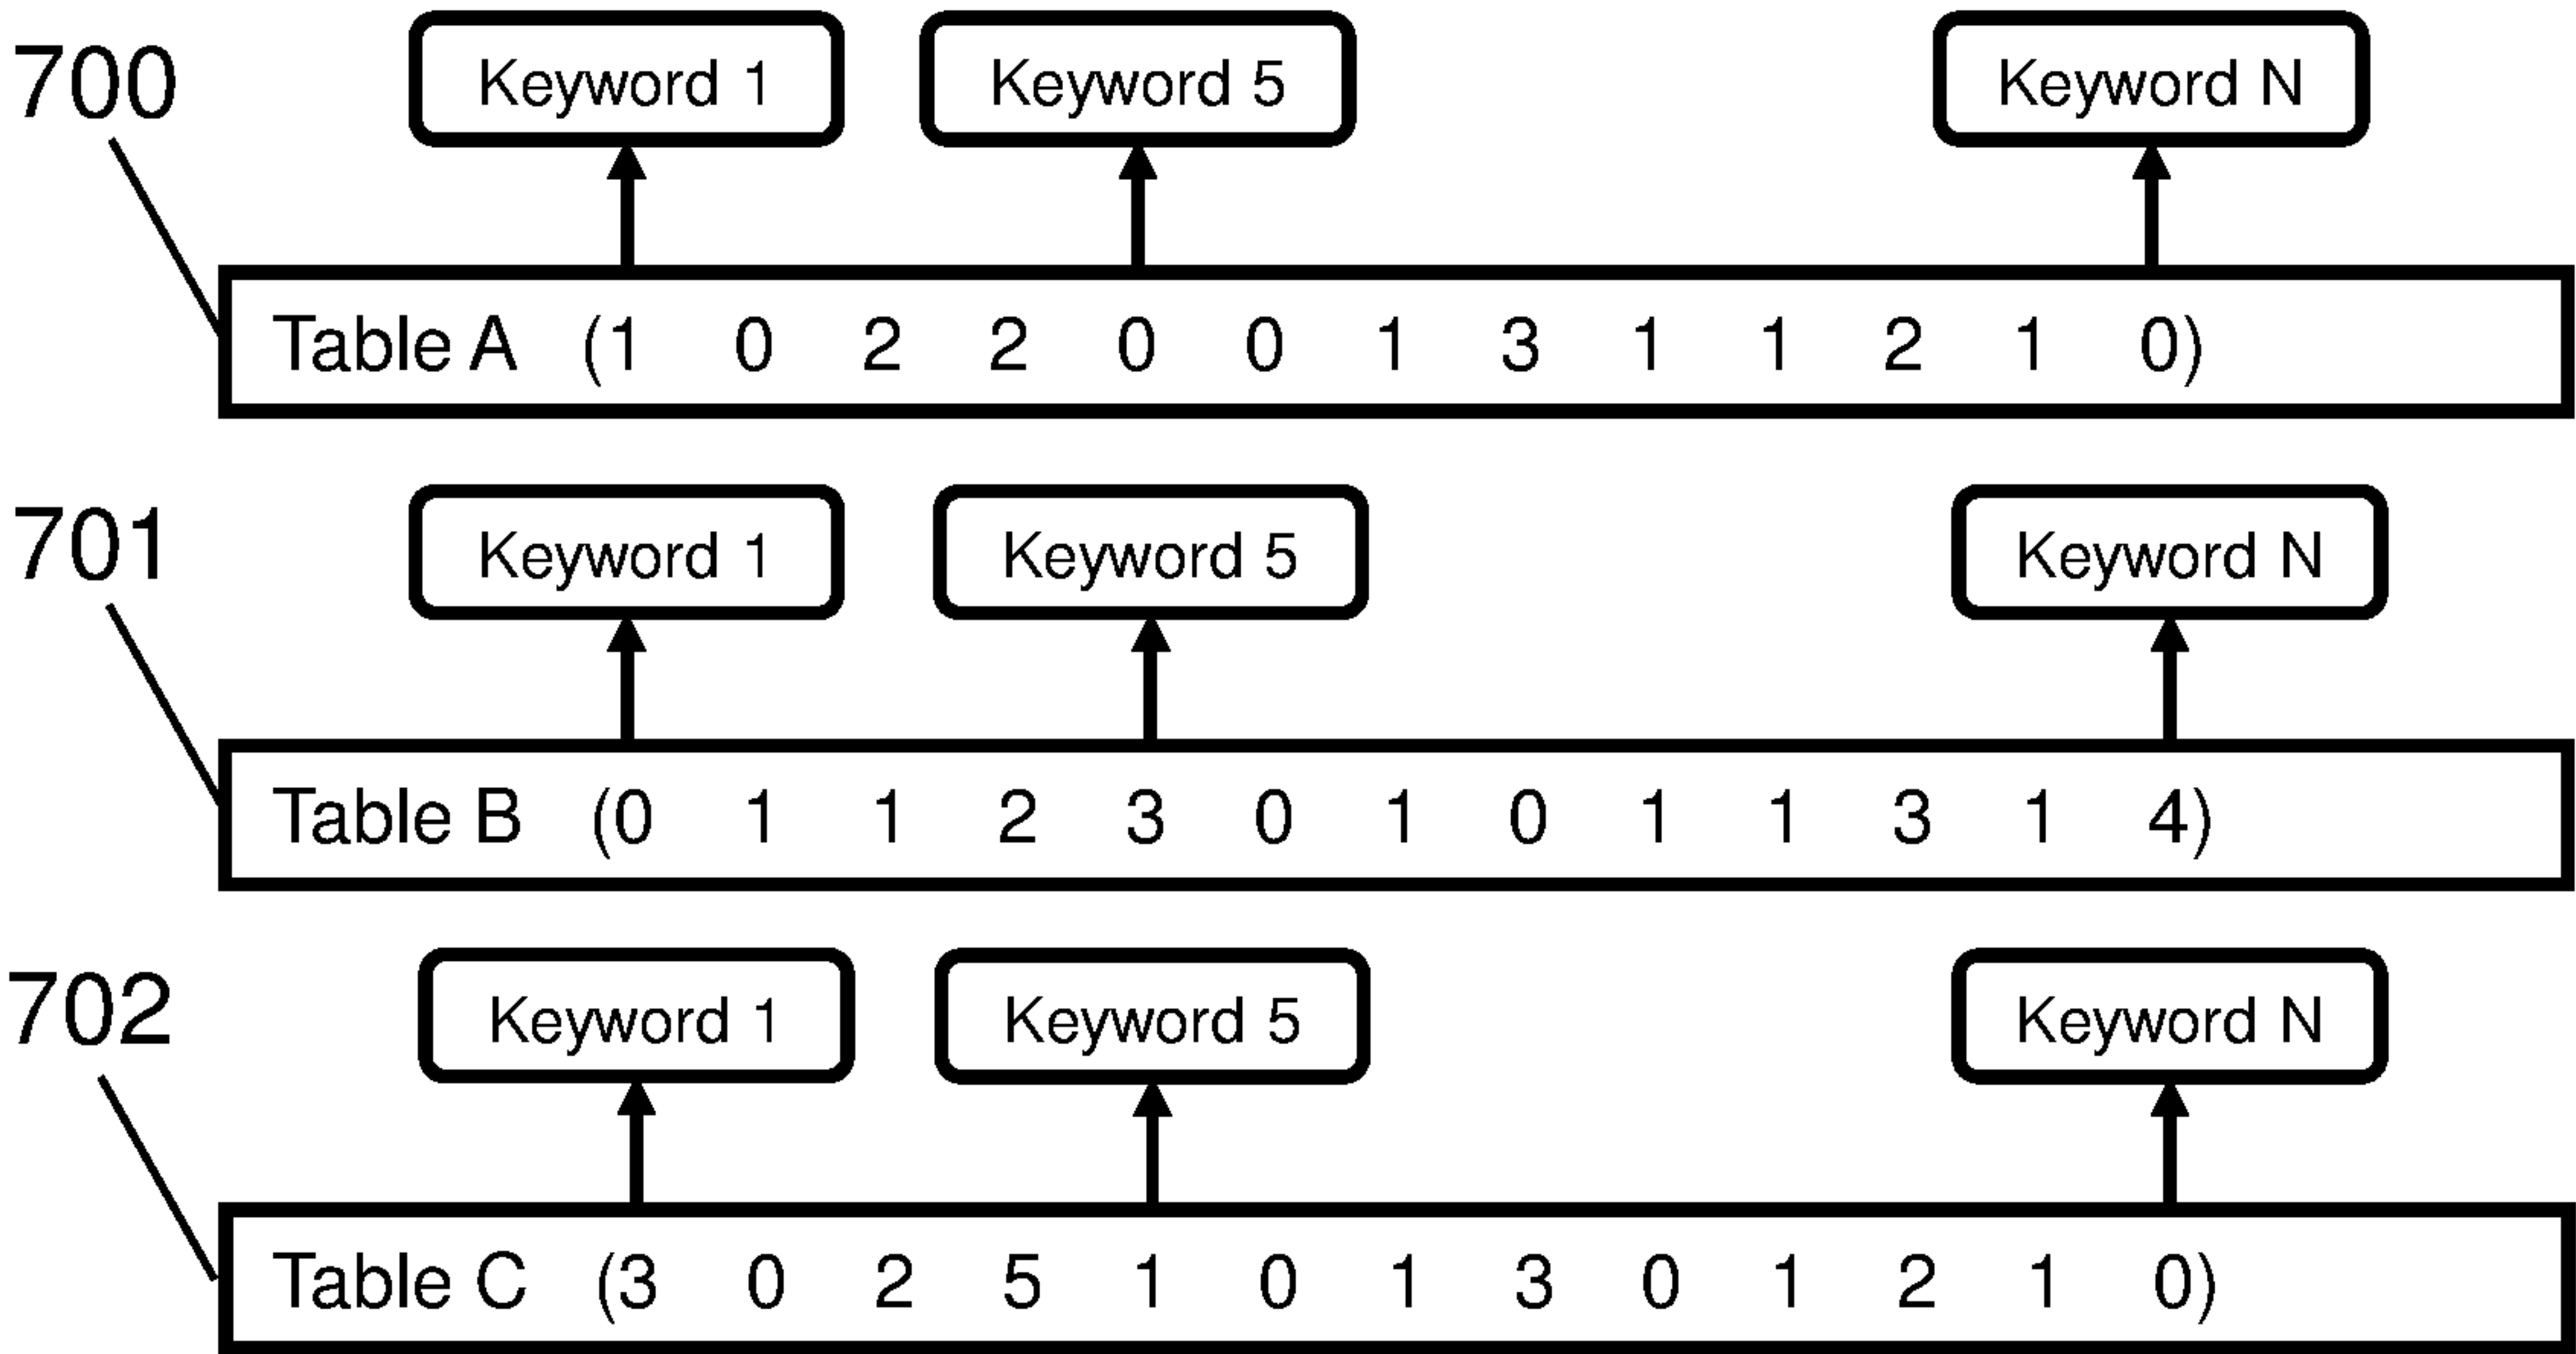 700 Keyword 1 Keyword 5 Keyword N
Table A (1 0 2 2 0 0 1 3 1 1 2 1 0)
701 Keyword 1 Keyword 5 Keyword N
Table B (0 1 1 2 3 0 1 0 1 1 3 1 4)
702 Keyword 1 Keyword 5 Keyword N
Table C (3 0 2 5 1 0 1 3 0 1 2 1 0)